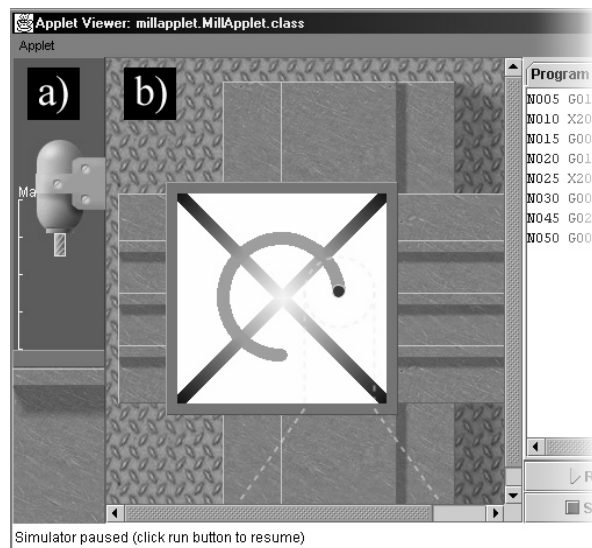 Applet Viewer: millapplet.MillApplet.class
Applet
a)
b)
Ma
Program
N005 G01
N010 X20
N015 G00
N020 G01
N025 X20
N030 G00
N045 G02
N050 G00
R
S
Simulator paused (click run button to resume)